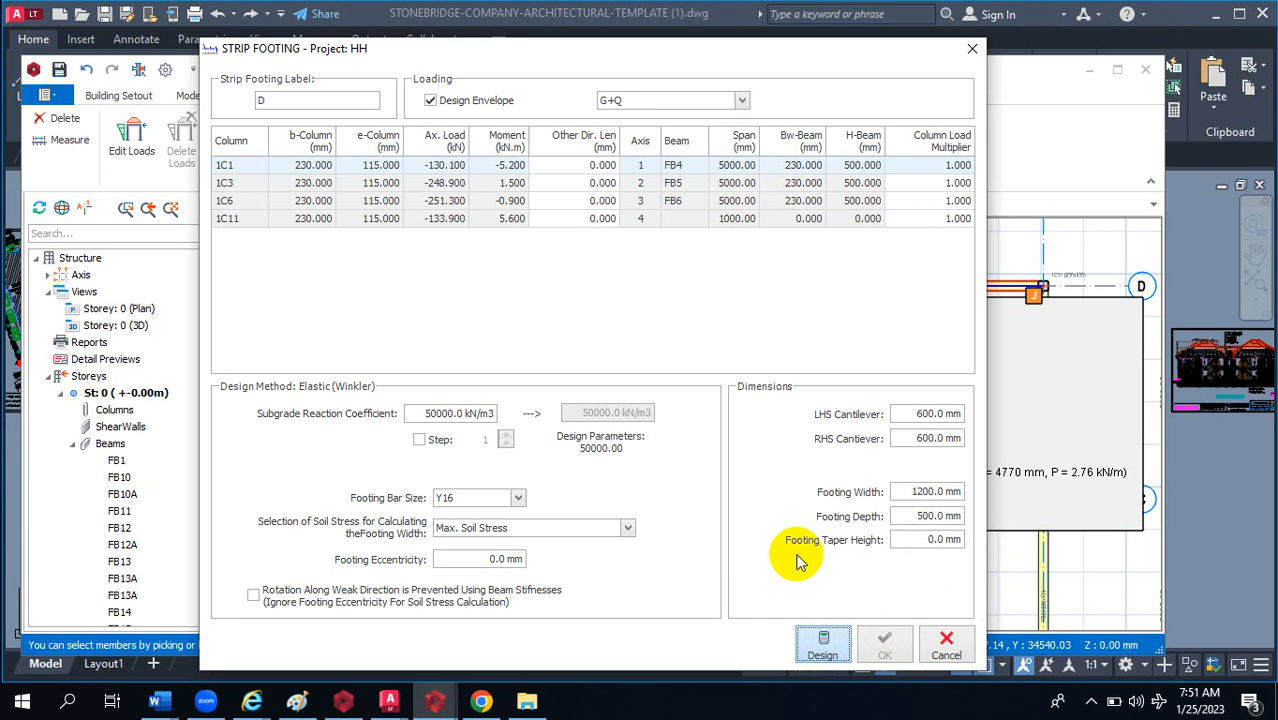 A LT
Share
STONEBRIDGE-COMPANY-ARCHITECTURAL-TEMPLATE (1).dwg
Type a keyword or phrase
Sign In
Home Insert Annotate
STRIP FOOTING - Project: HH
Building Setout
Delete
Measure
Edit Loads
Delete Loads
Paste
Clipboard
Strip Footing Label:
D
Loading
Design Envelope
G+Q
Column b-Column (mm) e-Column (mm) Ax. Load (kN) Moment (kN.m) Other Dir. Len (mm) Axis Beam Span (mm) Bw-Beam (mm) H-Beam (mm) Column Load Multiplier
1C1 230.000 115.000 -130.100 -5.200 0.000 1 FB4 5000.00 230.000 500.000 1.000
1C3 230.000 115.000 -248.900 1.500 0.000 2 FB5 5000.00 230.000 500.000 1.000
1C6 230.000 115.000 -251.300 -0.900 0.000 3 FB6 5000.00 230.000 500.000 1.000
1C11 230.000 115.000 -133.900 5.600 0.000 4 1000.00 0.000 0.000 1.000
Search...
Structure
Axis
Views
Storey: 0 (Plan)
Storey: 0 (3D)
Reports
Detail Previews
Storeys
St: 0 ( +-0.00m)
Columns
ShearWalls
Beams
FB1
FB10
FB10A
FB11
FB12
FB12A
FB13
FB13A
FB14
FB15
Design Method: Elastic (Winkler)
Subgrade Reaction Coefficient: 50000.0 kN/m3 ---> 50000.0 kN/m3
Step: 1
Design Parameters:
50000.00
Footing Bar Size: Y16
Selection of Soil Stress for Calculating
theFooting Width:
Max. Soil Stress
Footing Eccentricity: 0.0 mm
Rotation Along Weak Direction is Prevented Using Beam Stifnesses
(Ignore Footing Eccentricity For Soil Stress Calculation)
Dimensions
LHS Cantilever: 600.0 mm
RHS Cantiever: 600.0 mm
Footing Width: 1200.0 mm
Footing Depth: 500.0 mm
Footing Taper Height: 0.0 mm
Design
OK
Cancel
D
J
= 4770 mm, P = 2.76 kN/m)
You can select members by picking or
.14 , Y : 34540.03 Z : 0.00 mm
Model Layout1
1:1
7:51 AM
1/25/2023
3